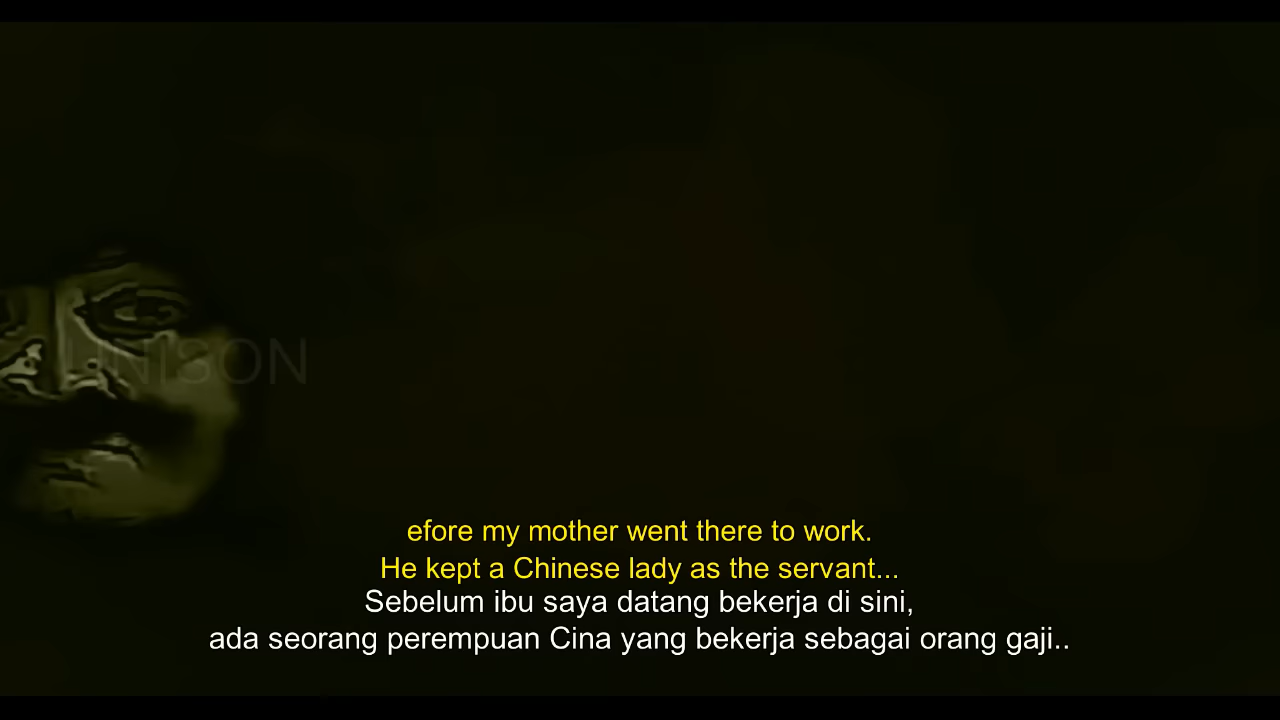 UNISON
efore my mother went there to work.
He kept a Chinese lady as the servant...
Sebelum ibu saya datang bekerja di sini,
ada seorang perempuan Cina yang bekerja sebagai orang gaji..